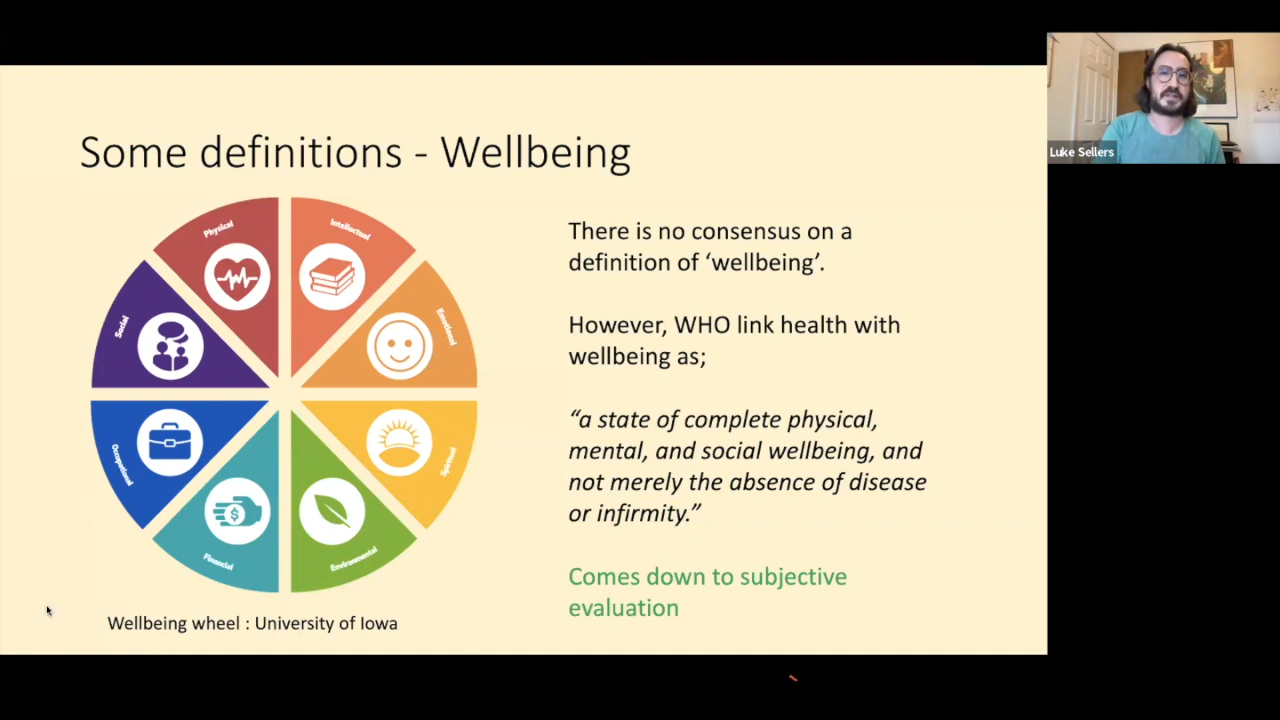 Some definitions - Wellbeing
Physical
Intellectual
Emotional
Spiritual
Environmental
Financial
Occupational
Social
Wellbeing wheel : University of Iowa
There is no consensus on a
definition of ‘wellbeing’.
However, WHO link health with
wellbeing as;
“a state of complete physical,
mental, and social wellbeing, and
not merely the absence of disease
or infirmity.”
Comes down to subjective
evaluation
$
Luke Sellers